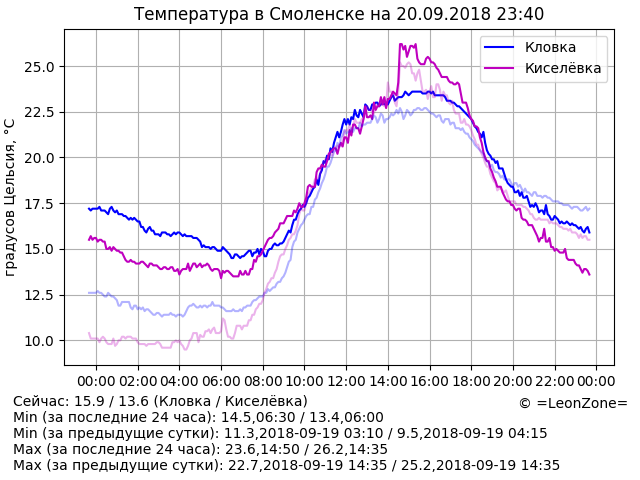 Температура в Смоленске на 20.09.2018 23:40
Кловка
Киселёвка
градусов Цельсия, °C
25.0
22.5
20.0
17.5
15.0
12.5
10.0
00:00 02:00 04:00 06:00 08:00 10:00 12:00 14:00 16:00 18:00 20:00 22:00 00:00
Сейчас: 15.9 / 13.6 (Кловка / Киселёвка)
© =LeonZone=
Min (за последние 24 часа): 14.5,06:30 / 13.4,06:00
Min (за предыдущие сутки): 11.3,2018-09-19 03:10 / 9.5,2018-09-19 04:15
Max (за последние 24 часа): 23.6,14:50 / 26.2,14:35
Max (за предыдущие сутки): 22.7,2018-09-19 14:35 / 25.2,2018-09-19 14:35